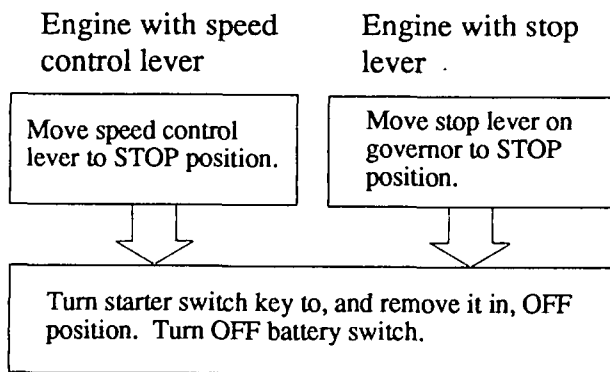 Engine with speed
control lever
Engine with stop
lever
Move speed control
lever to STOP position.
Move stop lever on
governor to STOP
position.
Turn starter switch key to, and remove it in, OFF
position. Turn OFF battery switch.